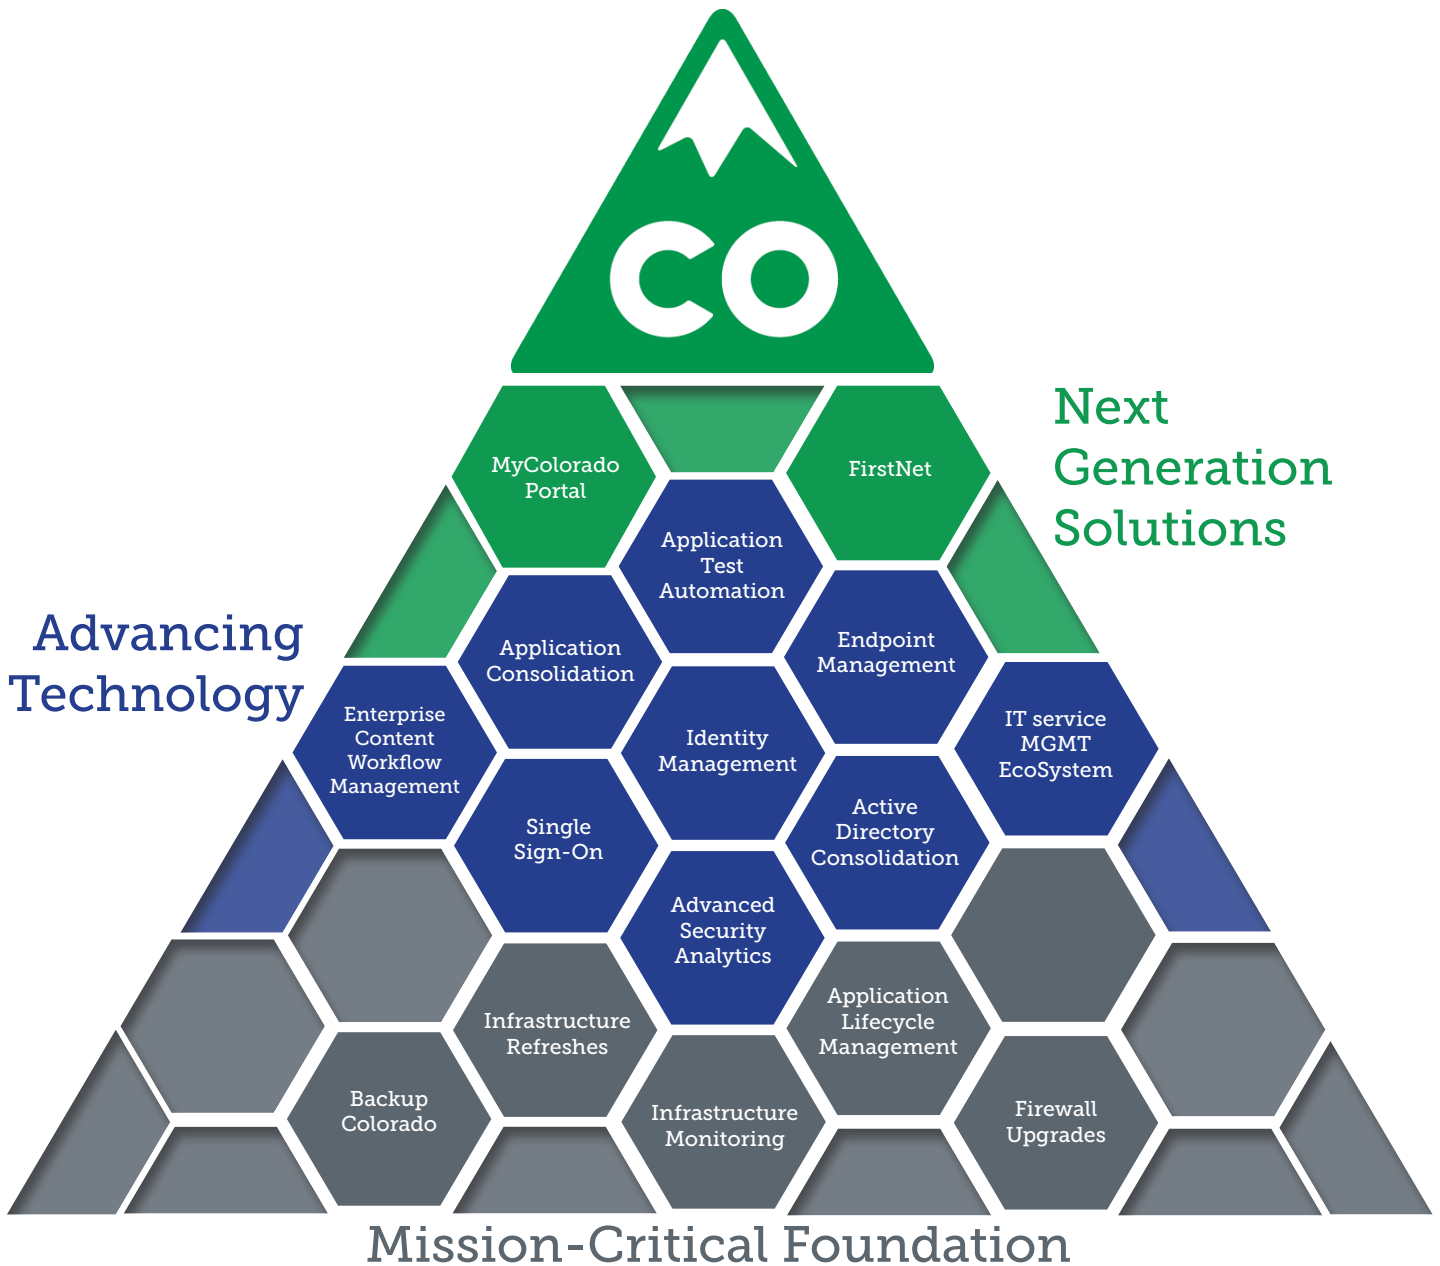 CO
Next
Generation
Solutions
MyColorado
Portal
FirstNet
Application
Test
Automation
Advancing
Technology
Application
Consolidation
Endpoint
Management
Enterprise
Content
Workflow
Management
Identity
Management
IT service
MGMT
EcoSystem
Single
Sign-On
Active
Directory
Consolidation
Advanced
Security
Analytics
Infrastructure
Refreshes
Application
Lifecycle
Management
Backup
Colorado
Infrastructure
Monitoring
Firewall
Upgrades
Mission-Critical Foundation